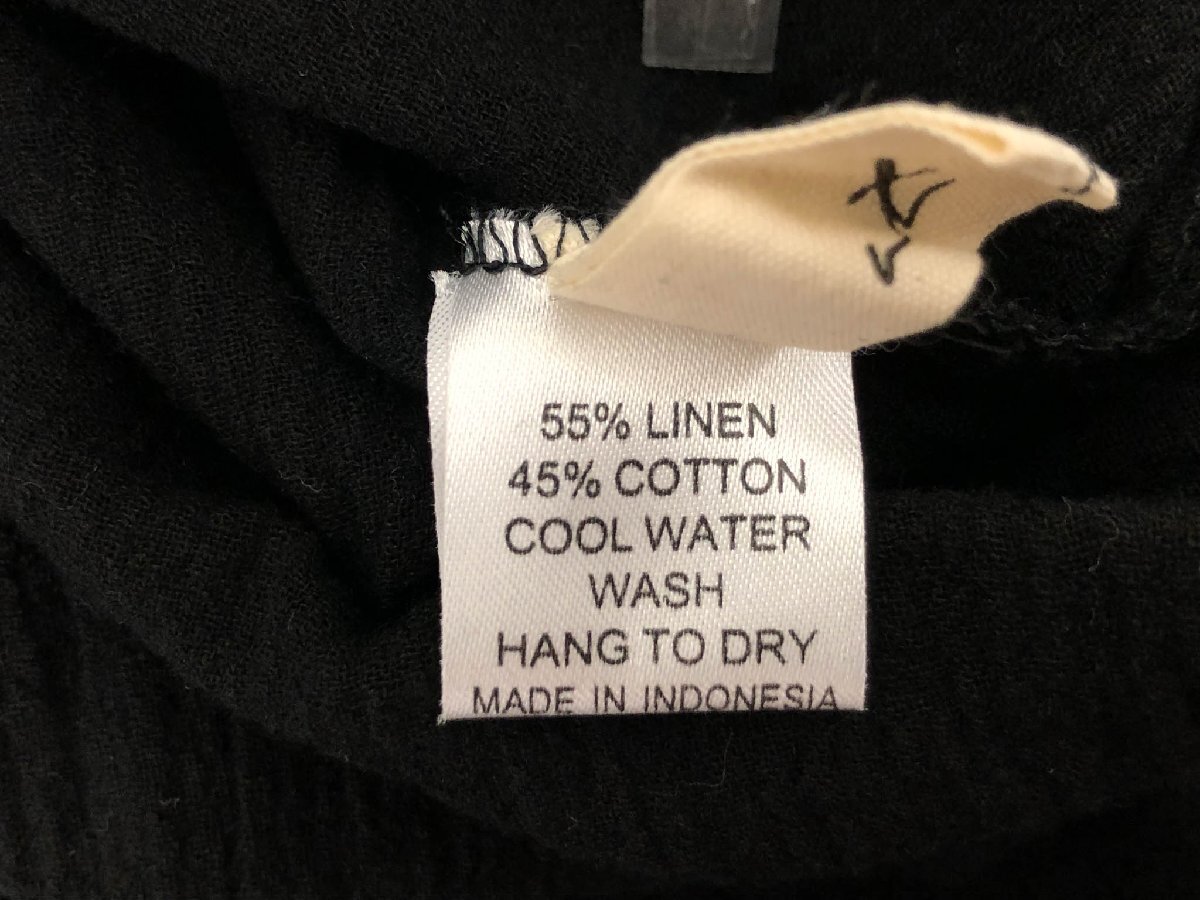 55% LINEN
45% COTTON
COOL WATER
WASH
HANG TO DRY
MADE IN INDONESIA